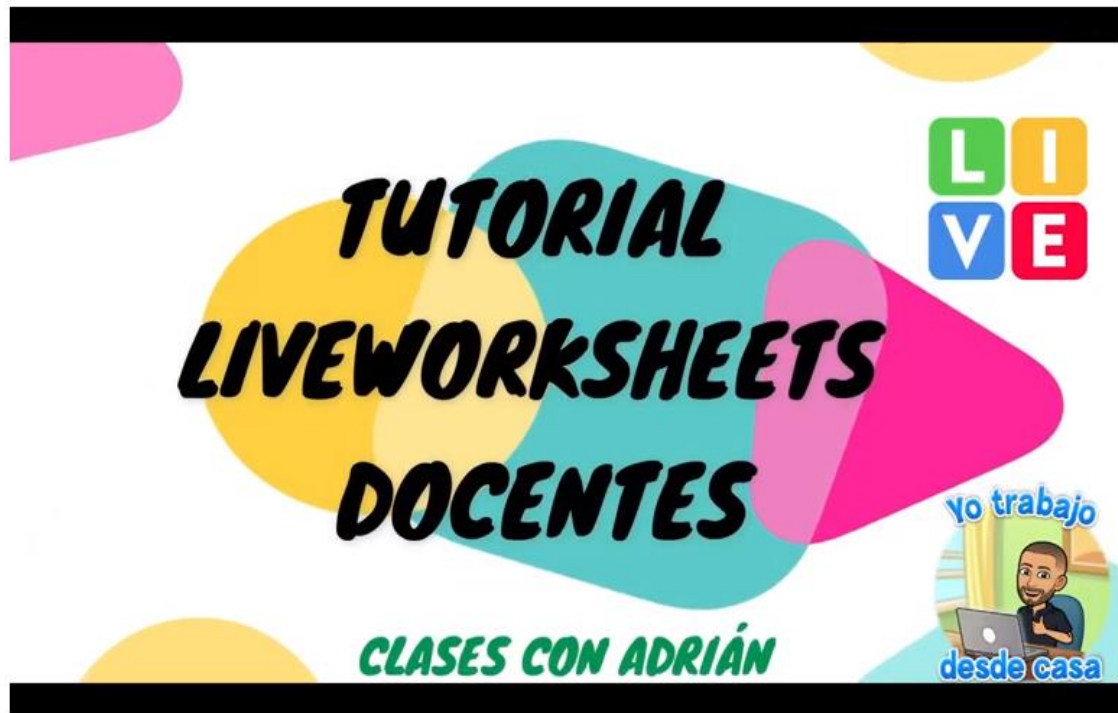 TUTORIAL
LIVEWORKSHEETS
DOCENTES
CLASES CON ADRIÁN
LI
VE
Yo trabajo
desde casa